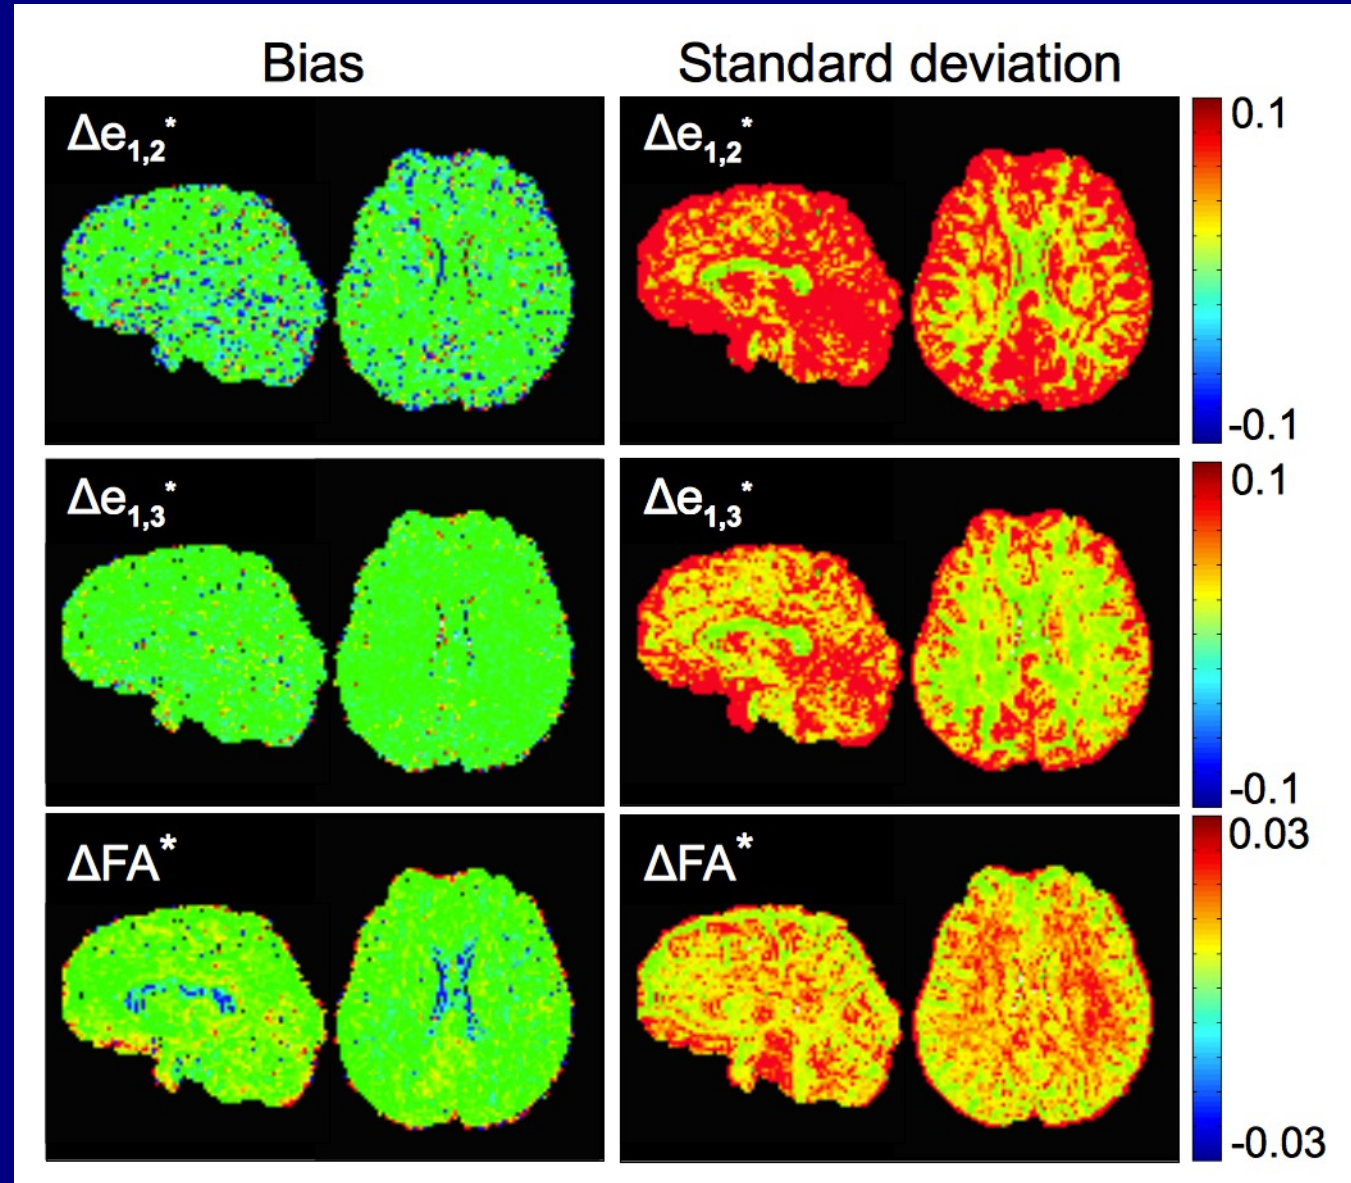 Bias Standard deviation
Δe1,2* Δe1,2* 0.1
-0.1
Δe1,3* Δe1,3* 0.1
-0.1
ΔFA* ΔFA* 0.03
-0.03